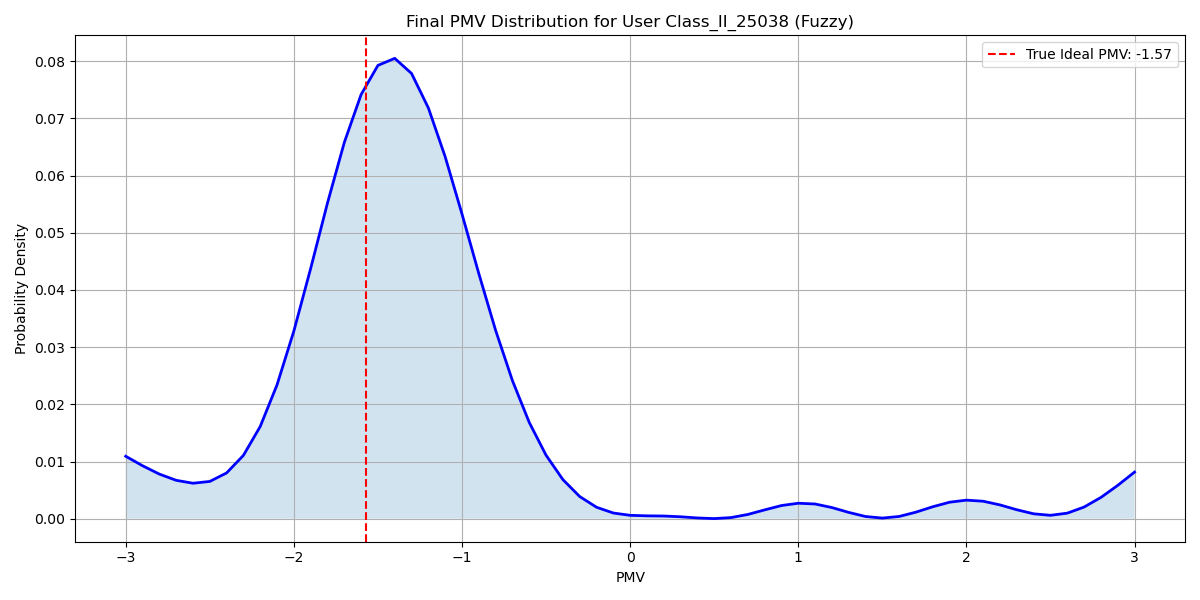 Final PMV Distribution for User Class_II_25038 (Fuzzy)
True Ideal PMV: -1.57
Probability Density
0.08
0.07
0.06
0.05
0.04
0.03
0.02
0.01
0.00
−3 −2 −1 0 1 2 3
PMV